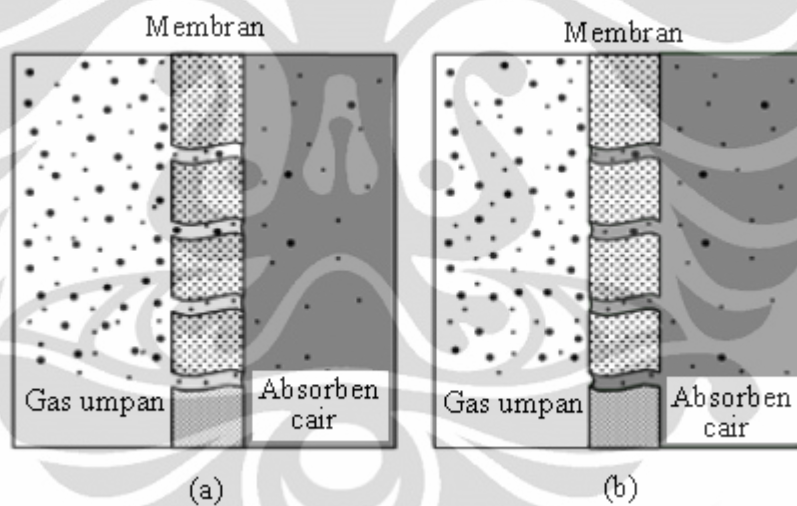 Membran
Gas umpan
Absorben
cair
(a)
Membran
Gas umpan
Absorben
cair
(b)